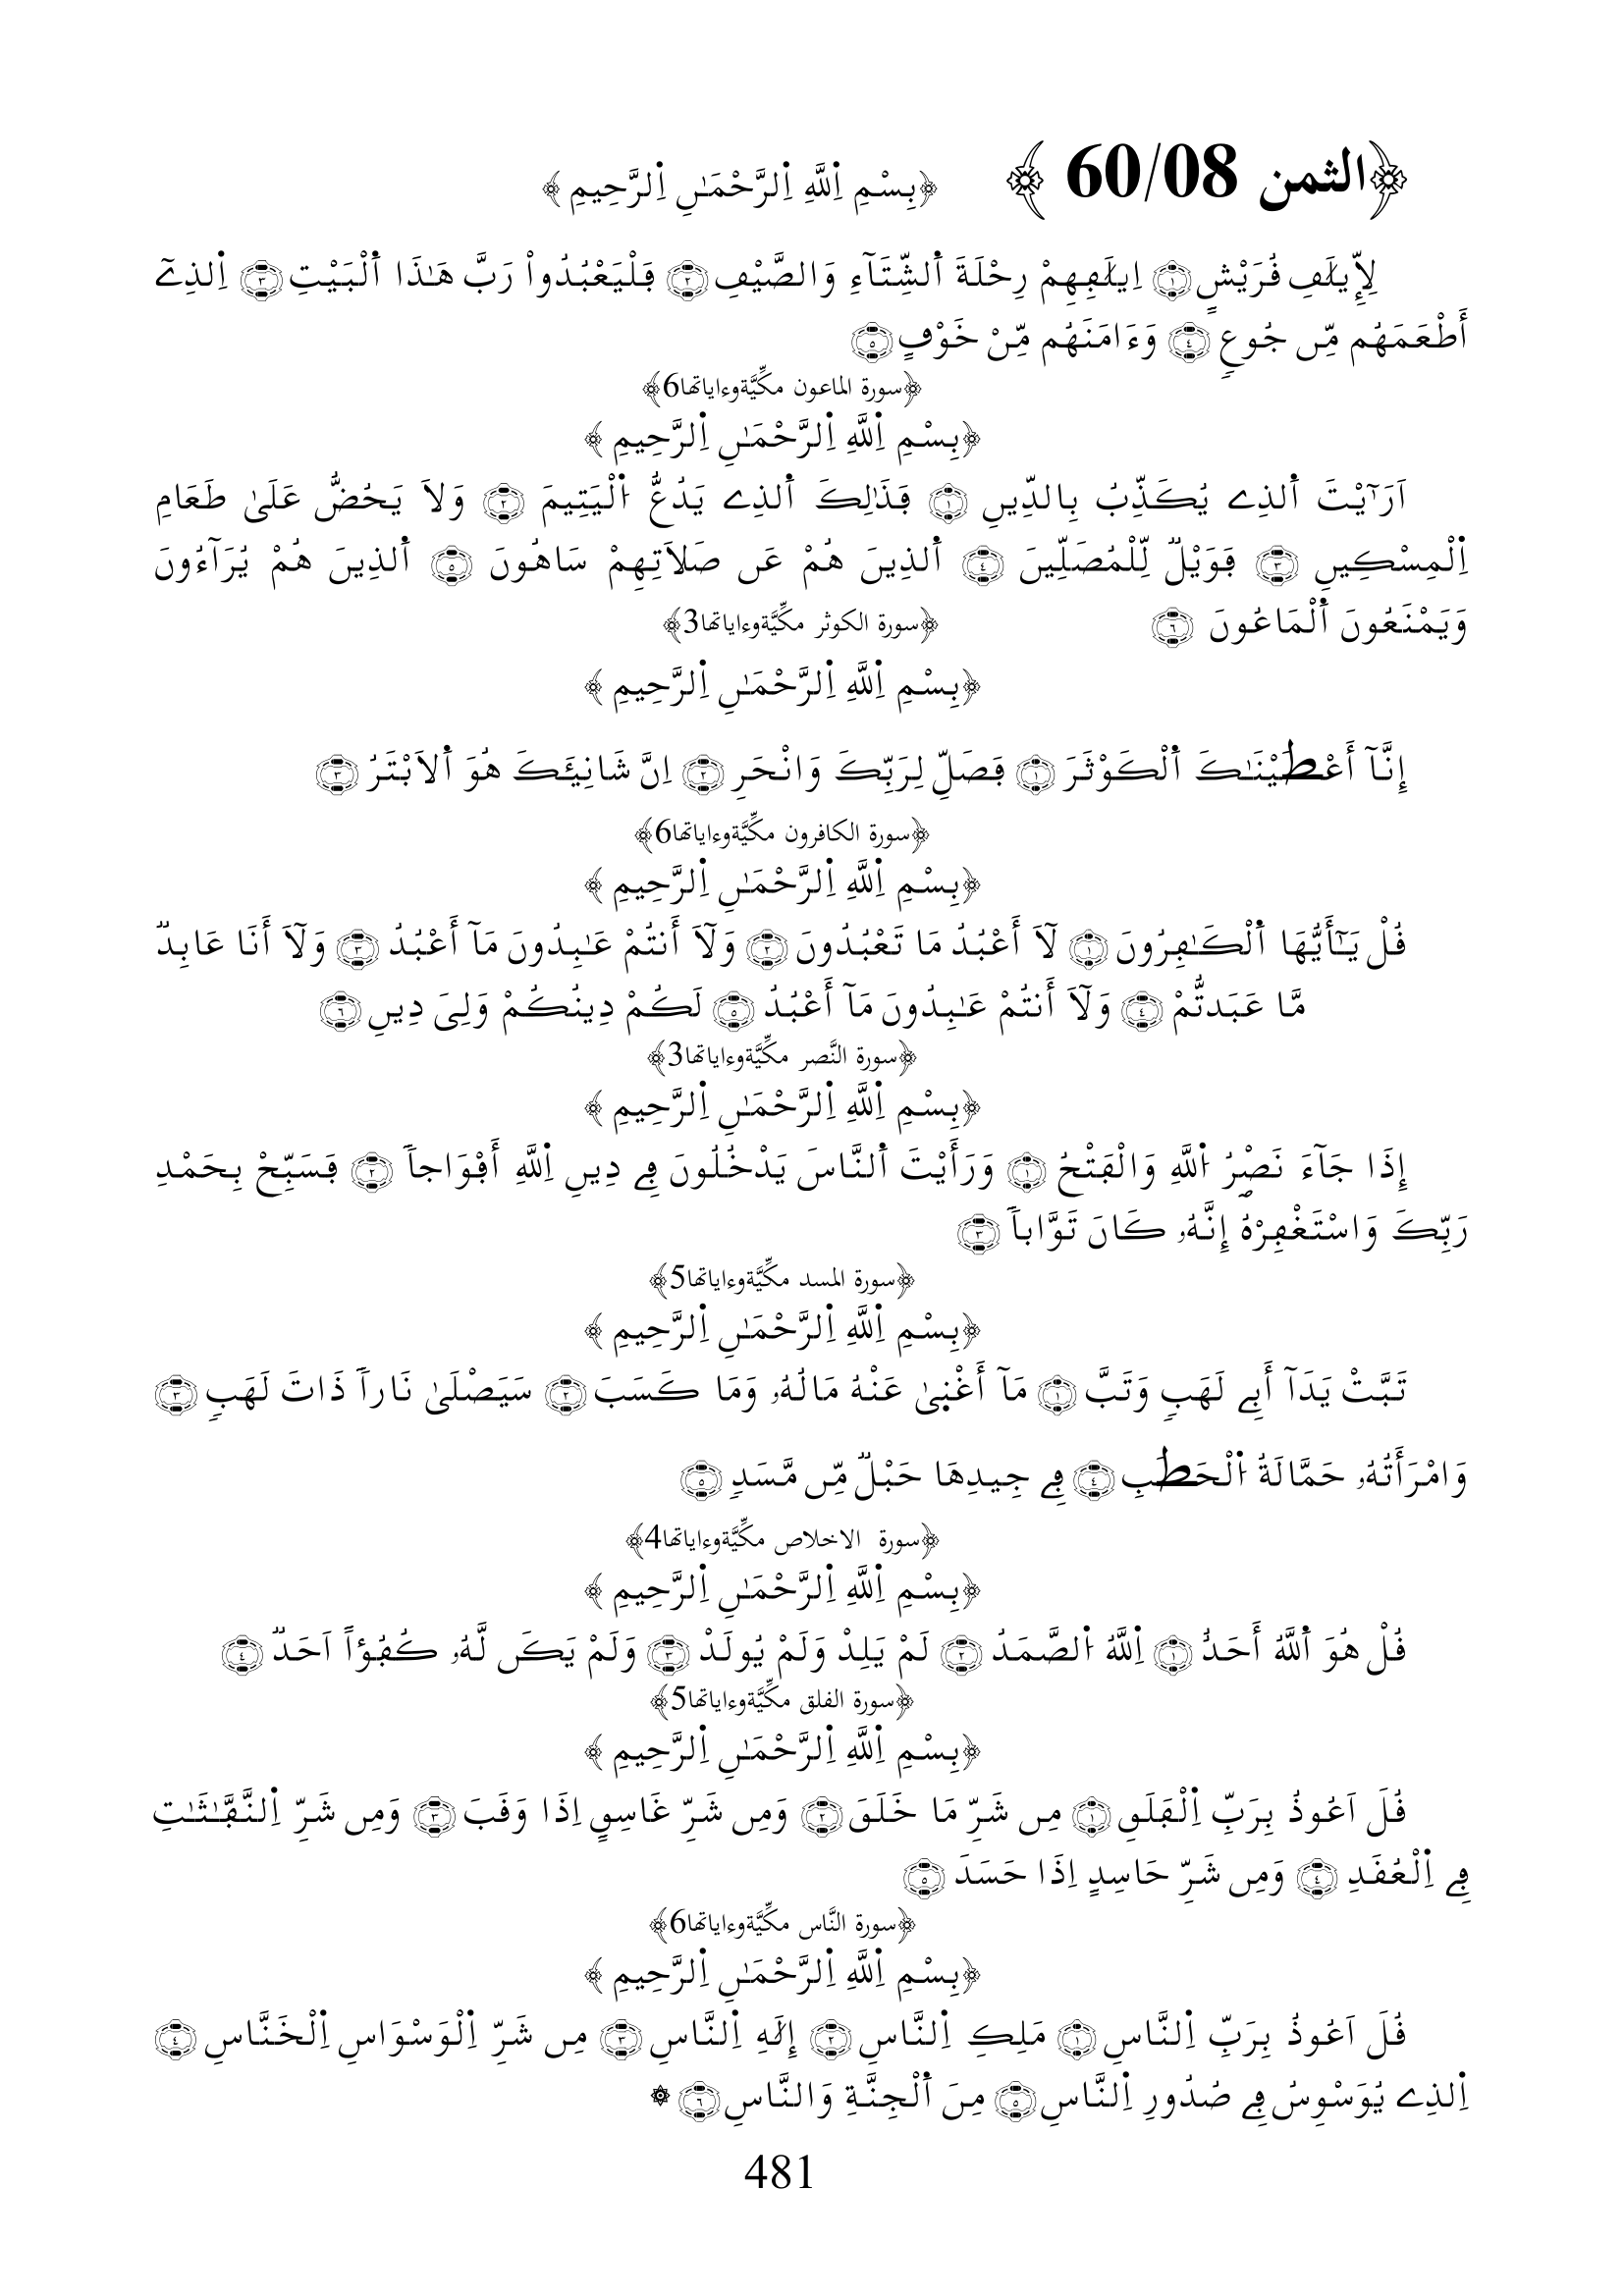 ﴿الثمن 60/08 ﴾ ﴿بِسْمِ اِ۬للَّهِ اِ۬لرَّحْمَٰنِ اِ۬لرَّحِيمِ ﴾
لِإِيلَٰفِ قُرَيْشٍ ١ اِيلَٰفِهِمْ رِحْلَةَ اَ۬لشِّتَآءِ وَالصَّيْفِ ٢ فَلْيَعْبُدُواْ رَبَّ هَٰذَا اَ۬لْبَيْتِ ٣ اِ۬لذِےٓ
أَطْعَمَهُم مِّن جُوعٍ ٤ وَءَامَنَهُم مِّنْ خَوْفٍ ٥
﴿سورة الماعون مكِّيَّةوءاياتها6﴾
﴿بِسْمِ اِ۬للَّهِ اِ۬لرَّحْمَٰنِ اِ۬لرَّحِيمِ ﴾
اَرَٰٓيْتَ اَ۬لذِے يُكَذِّبُ بِالدِّينِ ١ فَذَٰلِكَ اَ۬لذِے يَدُعُّ اُ۬لْيَتِيمَ ٢ وَلاَ يَحُضُّ عَلَىٰ طَعَامِ
اِ۬لْمِسْكِينِ ٣ فَوَيْلٌ لِّلْمُصَلِّينَ ٤ اَ۬لذِينَ هُمْ عَن صَلاَتِهِمْ سَاهُونَ ٥ اَ۬لذِينَ هُمْ يُرَآءُونَ
وَيَمْنَعُونَ اَ۬لْمَاعُونَ ٦ ﴿سورة الكوثر مكِّيَّةوءاياتها3﴾
﴿بِسْمِ اِ۬للَّهِ اِ۬لرَّحْمَٰنِ اِ۬لرَّحِيمِ ﴾
إِنَّآ أَعْطَيْنَٰكَ اَ۬لْكَوْثَرَ ١ فَصَلِّ لِرَبِّكَ وَانْحَرِ ٢ اِنَّ شَانِئَكَ هُوَ اَ۬لاَبْتَرُ ٣
﴿سورة الكافرون مكِّيَّةوءاياتها6﴾
﴿بِسْمِ اِ۬للَّهِ اِ۬لرَّحْمَٰنِ اِ۬لرَّحِيمِ ﴾
قُلْ يَٰٓأَيُّهَا اَ۬لْكَٰفِرُونَ ١ لَآ أَعْبُدُ مَا تَعْبُدُونَ ٢ وَلَآ أَنتُمْ عَٰبِدُونَ مَآ أَعْبُدُ ٣ وَلَآ أَنَا عَابِدٌ
مَّا عَبَدتُّمْ ٤ وَلَآ أَنتُمْ عَٰبِدُونَ مَآ أَعْبُدُ ٥ لَكُمْ دِينُكُمْ وَلِىَ دِينِ ٦
﴿سورة النَّصر مكِّيَّةوءاياتها3﴾
﴿بِسْمِ اِ۬للَّهِ اِ۬لرَّحْمَٰنِ اِ۬لرَّحِيمِ ﴾
إِذَا جَآءَ نَصْرُ اُ۬للَّهِ وَالْفَتْحُ ١ وَرَأَيْتَ اَ۬لنَّاسَ يَدْخُلُونَ فِے دِينِ اِ۬للَّهِ أَفْوَاجاً ٢ فَسَبِّحْ بِحَمْدِ
رَبِّكَ وَاسْتَغْفِرْهُ إِنَّهُۥ كَانَ تَوَّاباً ٣
﴿سورة المسد مكِّيَّةوءاياتها5﴾
﴿بِسْمِ اِ۬للَّهِ اِ۬لرَّحْمَٰنِ اِ۬لرَّحِيمِ ﴾
تَبَّتْ يَدَآ أَبِے لَهَبٍ وَتَبَّ ١ مَآ أَغْنِىٰ عَنْهُ مَالُهُۥ وَمَا كَسَبَ ٢ سَيَصْلَىٰ نَاراً ذَاتَ لَهَبٍ ٣
وَامْرَأَتُهُۥ حَمَّالَةُ اُ۬لْحَطَبِ ٤ فِے جِيدِهَا حَبْلٌ مِّن مَّسَدٍ ٥
﴿سورة الاخلاص مكِّيَّةوءاياتها4﴾
﴿بِسْمِ اِ۬للَّهِ اِ۬لرَّحْمَٰنِ اِ۬لرَّحِيمِ ﴾
قُلْ هُوَ اَ۬للَّهُ أَحَدٌ ١ اِ۬للَّهُ اُ۬لصَّمَدُ ٢ لَمْ يَلِدْ وَلَمْ يُولَدْ ٣ وَلَمْ يَكُن لَّهُۥ كُفُؤاً اَحَدٌ ٤
﴿سورة الفلق مكِّيَّةوءاياتها5﴾
﴿بِسْمِ اِ۬للَّهِ اِ۬لرَّحْمَٰنِ اِ۬لرَّحِيمِ ﴾
قُلَ اَعُوذُ بِرَبِّ اِ۬لْفَلَقِ ١ مِن شَرِّ مَا خَلَقَ ٢ وَمِن شَرِّ غَاسِقٍ اِذَا وَقَبَ ٣ وَمِن شَرِّ اِ۬لنَّفَّٰثَٰتِ
فِے اِ۬لْعُقَدِ ٤ وَمِن شَرِّ حَاسِدٍ اِذَا حَسَدَ ٥
﴿سورة النَّاس مكِّيَّةوءاياتها6﴾
﴿بِسْمِ اِ۬للَّهِ اِ۬لرَّحْمَٰنِ اِ۬لرَّحِيمِ ﴾
قُلَ اَعُوذُ بِرَبِّ اِ۬لنَّاسِ ١ مَلِكِ اِ۬لنَّاسِ ٢ إِلَٰهِ اِ۬لنَّاسِ ٣ مِن شَرِّ اِ۬لْوَسْوَاسِ اِ۬لْخَنَّاسِ ٤
اِ۬لذِے يُوَسْوِسُ فِے صُدُورِ اِ۬لنَّاسِ ٥ مِنَ اَ۬لْجِنَّةِ وَالنَّاسِ ٦ ۞
481